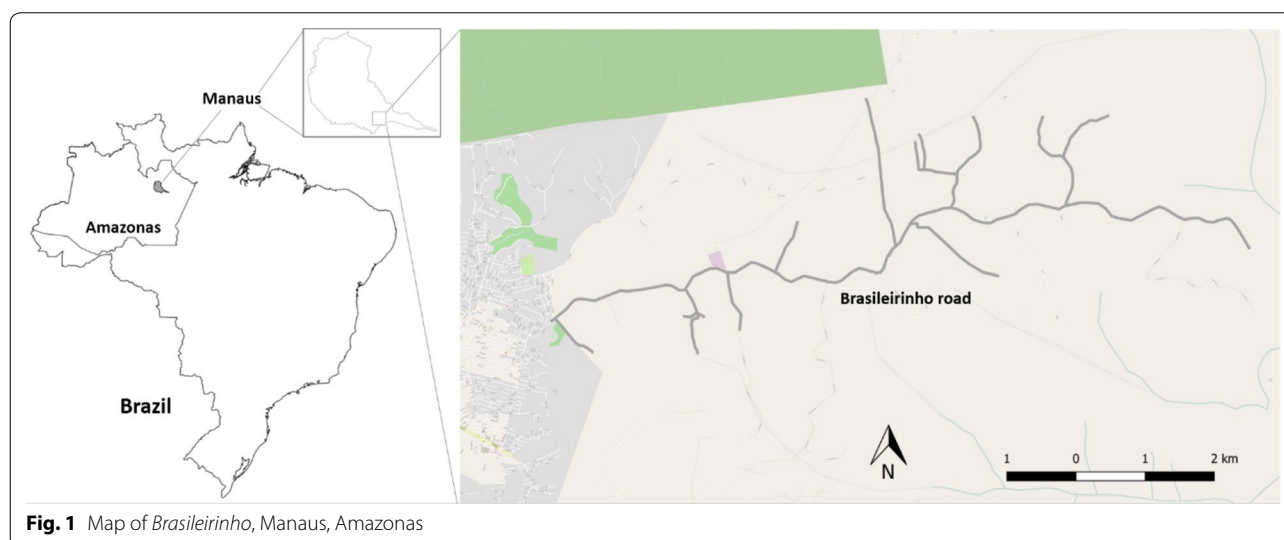 Manaus
Amazonas
Brazil
Brasileirinho road
N
1 0 1 2 km
Fig. 1 Map of Brasileirinho, Manaus, Amazonas